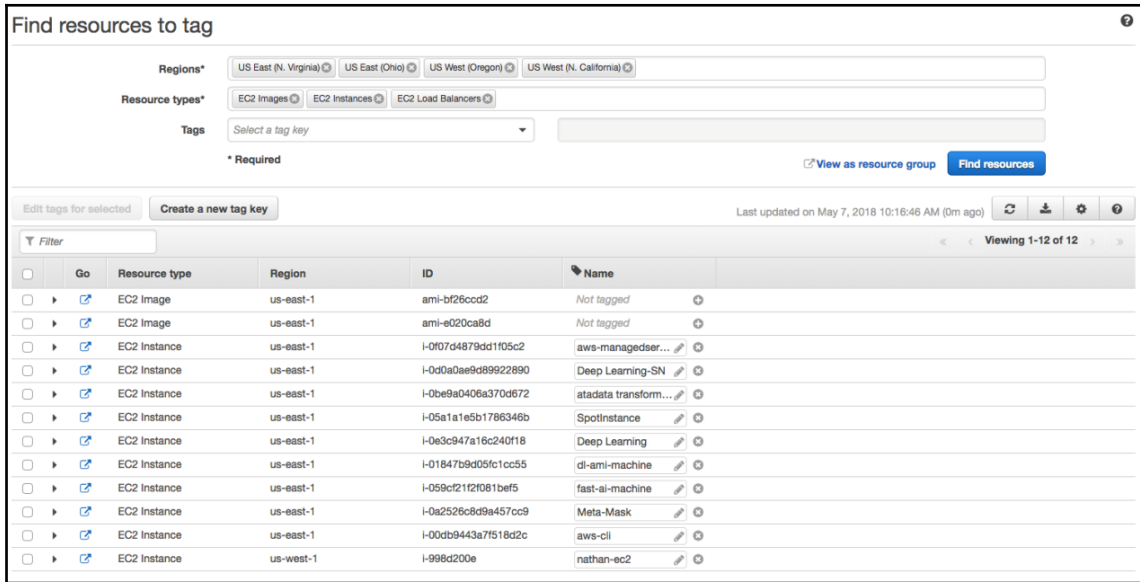 Find resources to tag
Regions* US East (N. Virginia) US East (Ohio) US West (Oregon) US West (N. California)
Resource types* EC2 Images EC2 Instances EC2 Load Balancers
Tags Select a tag key
* Required View as resource group Find resources
Edit tags for selected Create a new tag key Last updated on May 7, 2018 10:16:46 AM (0m ago)
Filter Viewing 1-12 of 12
Go Resource type Region ID Name
EC2 Image us-east-1 ami-bf26ccd2 Not tagged
EC2 Image us-east-1 ami-e020ca8d Not tagged
EC2 Instance us-east-1 i-0f07d4879dd1f05c2 aws-managedser...
EC2 Instance us-east-1 i-0d0a0ae9d89922890 Deep Learning-SN
EC2 Instance us-east-1 i-0be9a0406a370d672 atadata transform...
EC2 Instance us-east-1 i-05a1a1e5b1786346b SpotInstance
EC2 Instance us-east-1 i-0e3c947a16c240f18 Deep Learning
EC2 Instance us-east-1 i-01847b9d05fc1cc55 dl-ami-machine
EC2 Instance us-east-1 i-059cf21f2f081bef5 fast-ai-machine
EC2 Instance us-east-1 i-0a2526c8d9a457cc9 Meta-Mask
EC2 Instance us-east-1 i-00db9443a7f518d2c aws-cli
EC2 Instance us-west-1 i-998d200e nathan-ec2